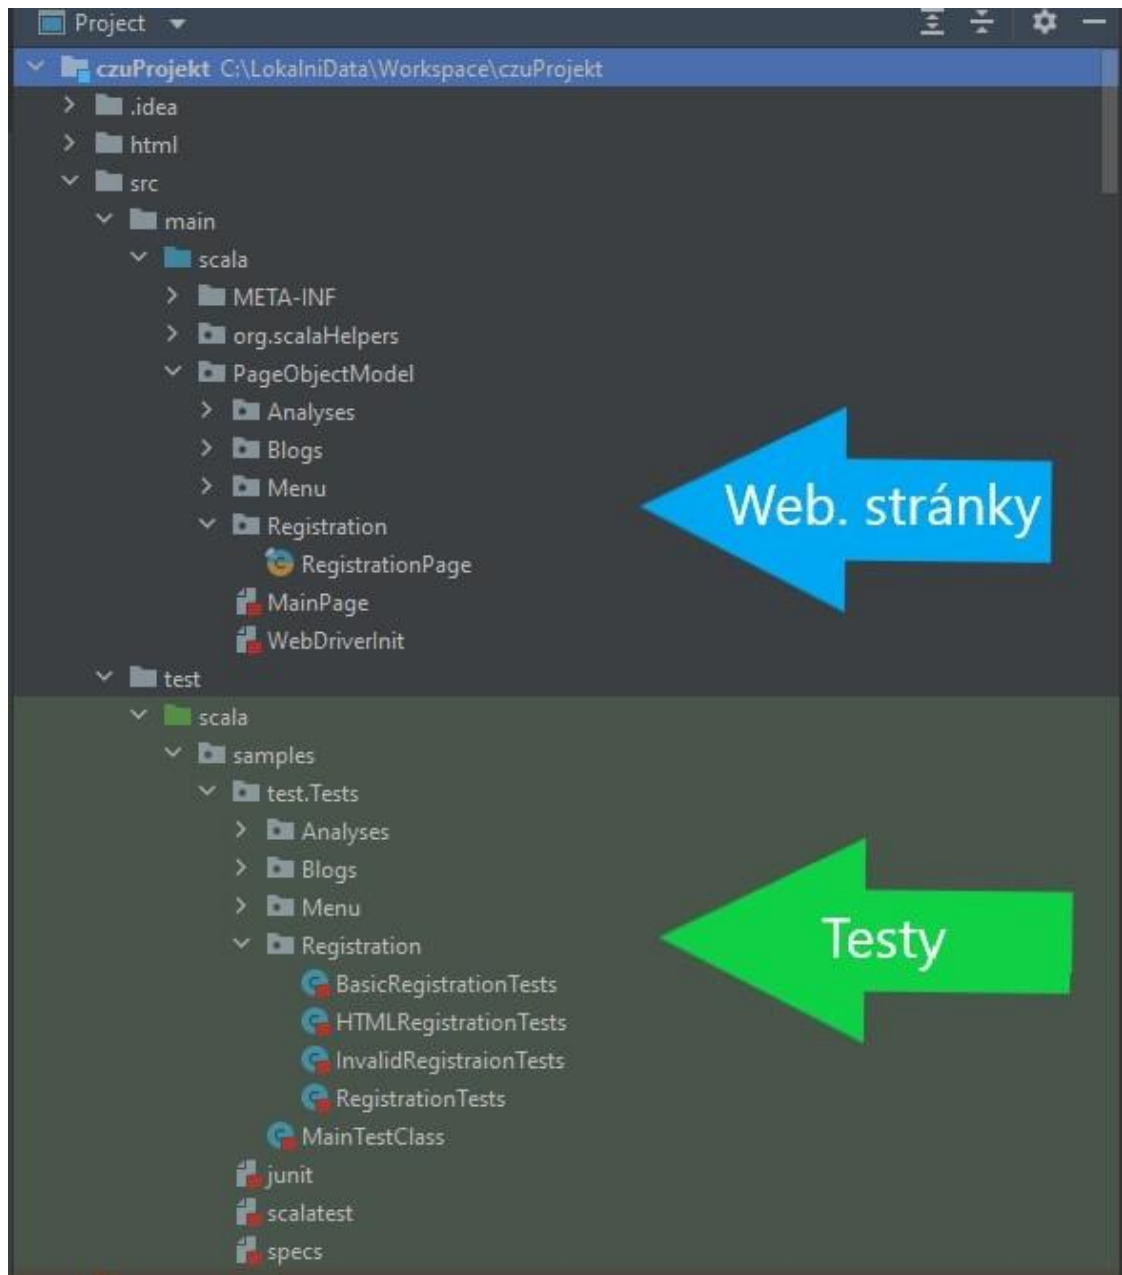 Project
czuProjekt C:\LokalniData\Workspace\czuProjekt
.idea
html
src
main
scala
META-INF
org.scalaHelpers
PageObjectModel
Analyses
Blogs
Menu
Registration
RegistrationPage
MainPage
WebDriverInit
Web. stránky
test
scala
samples
test.Tests
Analyses
Blogs
Menu
Registration
BasicRegistrationTests
HTMLRegistrationTests
InvalidRegistraionTests
RegistrationTests
MainTestClass
Testy
junit
scalatest
specs